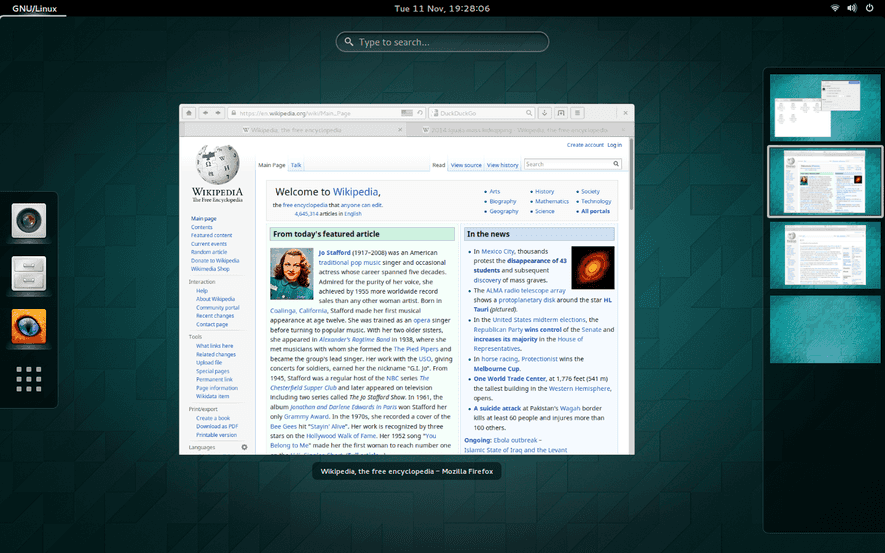 GNU/Linux
Tue 11 Nov, 19:28:06
Type to search...
https://en.wikipedia.org/wiki/Main_Page
DuckDuckGo
Wikipedia, the free encyclopedia
Create account Log in
Main Page Talk
Read View source View history
Search
WIKIPEDIA
The Free Encyclopedia
Main page
Contents
Featured content
Current events
Random article
Donate to Wikipedia
Wikimedia Shop
Interaction
Help
About Wikipedia
Community portal
Recent changes
Contact page
Tools
What links here
Related changes
Upload file
Special pages
Permanent link
Page information
Wikidata item
Print/export
Create a book
Download as PDF
Printable version
Languages
Welcome to Wikipedia,
the free encyclopedia that anyone can edit.
4,645,314 articles in English
Arts
Biography
Geography
History
Mathematics
Science
Society
Technology
All portals
From today's featured article
Jo Stafford (1917–2008) was an American
traditional pop music singer and occasional
actress whose career spanned five decades.
Admired for the purity of her voice, she
achieved by 1955 more worldwide record
sales than any other woman artist. Born in
Coalinga, California, Stafford made her first musical
appearance at age twelve. She was trained as an opera singer
before turning to popular music. With her two older sisters,
she appeared in Alexander's Ragtime Band in 1938, where she
met musicians with whom she formed the The Pied Pipers and
became the group's lead singer. Her work with the USO, giving
concerts for soldiers, earned her the nickname "G.I. Jo". From
1945, Stafford was a regular host of the NBC series The
Chesterfield Supper Club and later appeared on television
including two series called The Jo Stafford Show. In 1961, the
album Jonathan and Darlene Edwards in Paris won Stafford her
only Grammy Award. In the 1970s, she recorded a cover of the
Bee Gees hit "Stayin' Alive". Her work is recognized by three
stars on the Hollywood Walk of Fame. Her 1952 song "You
Belong to Me" made her the first woman to reach number one
In the news
In Mexico City, thousands
protest the disappearance of 43
students and subsequent
discovery of mass graves.
The ALMA radio telescope array
shows a protoplanetary disk around the star HL
Tauri (pictured).
In the United States midterm elections, the
Republican Party wins control of the Senate and
increases its majority in the House of
Representatives.
In horse racing, Protectionist wins the
Melbourne Cup.
One World Trade Center, at 1,776 feet (541 m)
the tallest building in the Western Hemisphere,
opens.
A suicide attack at Pakistan's Wagah border
kills at least 60 people and injures more than
100 others.
Ongoing: Ebola outbreak –
Islamic State of Iraq and the Levant
Wikipedia, the free encyclopedia – Mozilla Firefox